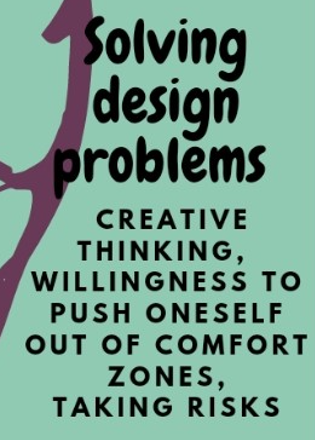 Solving
design
problems
CREATIVE
THINKING,
WILLINGNESS TO
PUSH ONESELF
OUT OF COMFORT
ZONES,
TAKING RISKS